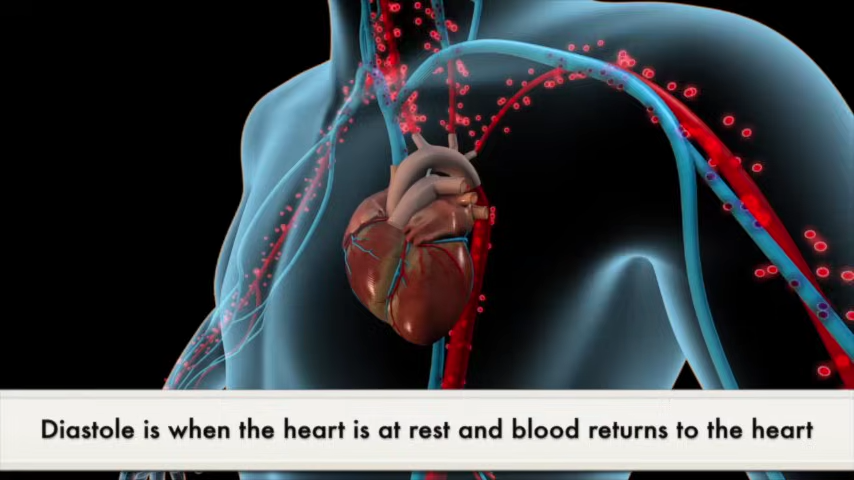 Diastole is when the heart is at rest and blood returns to the heart